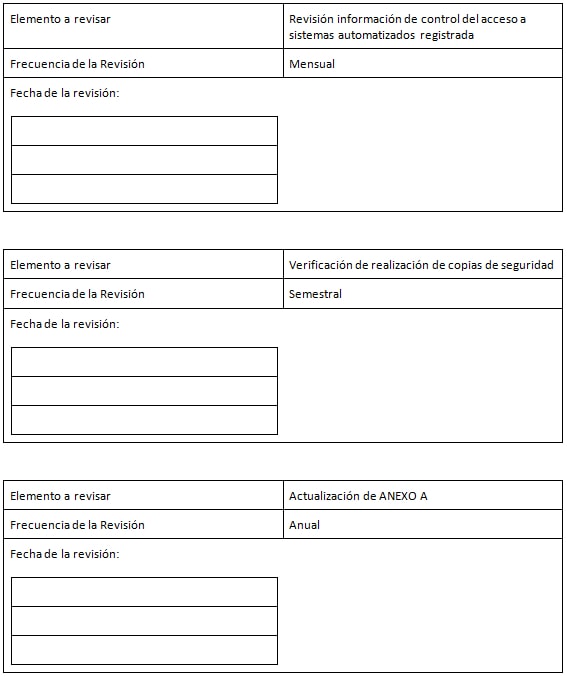 Elemento a revisar
Revisión información de control del acceso a
sistemas automatizados registrada
Frecuencia de la Revisión
Mensual
Fecha de la revisión:
Elemento a revisar
Verificación de realización de copias de seguridad
Frecuencia de la Revisión
Semestral
Fecha de la revisión:
Elemento a revisar
Actualización de ANEXO A
Frecuencia de la Revisión
Anual
Fecha de la revisión: